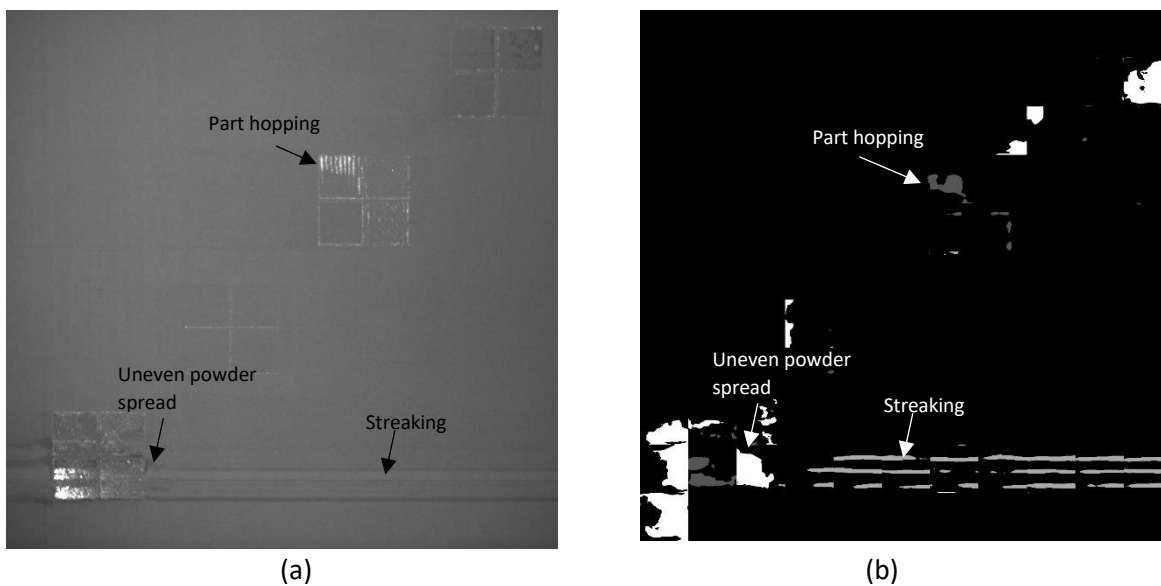 Part hopping
Uneven powder
spread
Streaking
(a)
Part hopping
Uneven powder
spread
Streaking
(b)